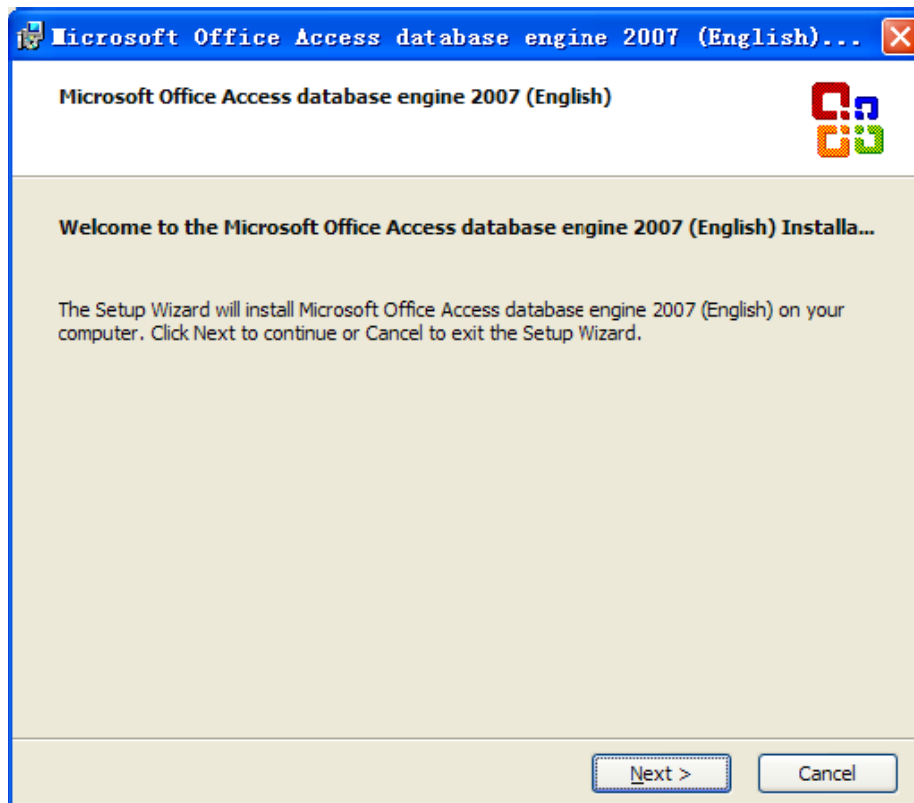 Microsoft Office Access database engine 2007 (English)...
Microsoft Office Access database engine 2007 (English)
Welcome to the Microsoft Office Access database engine 2007 (English) Installa...
The Setup Wizard will install Microsoft Office Access database engine 2007 (English) on your
computer. Click Next to continue or Cancel to exit the Setup Wizard.
Next >
Cancel